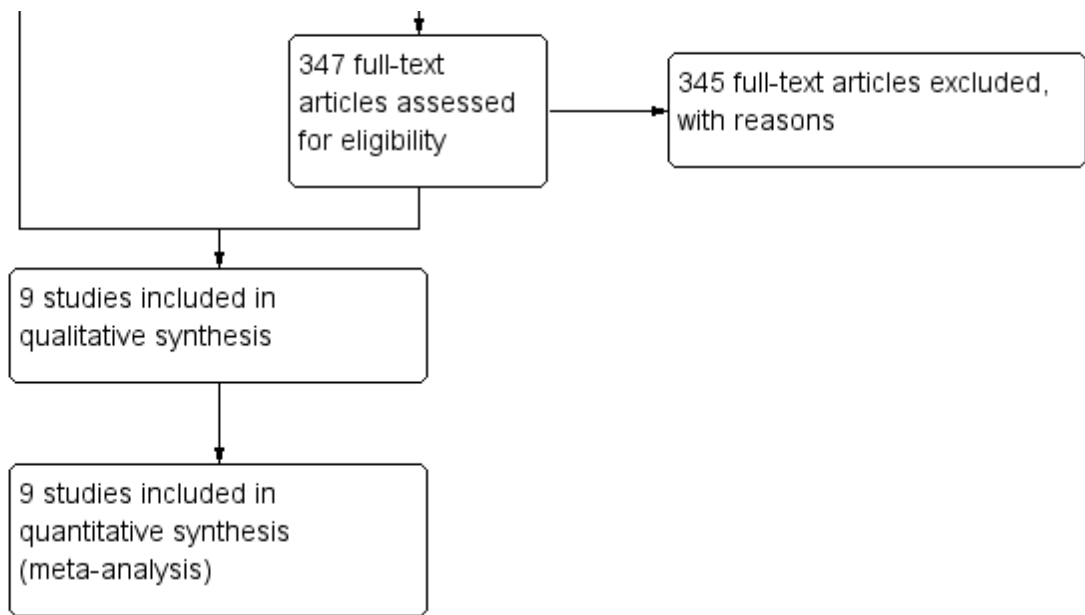 347 full-text
articles assessed
for eligibility
345 full-text articles excluded,
with reasons
9 studies included in
qualitative synthesis
9 studies included in
quantitative synthesis
(meta-analysis)